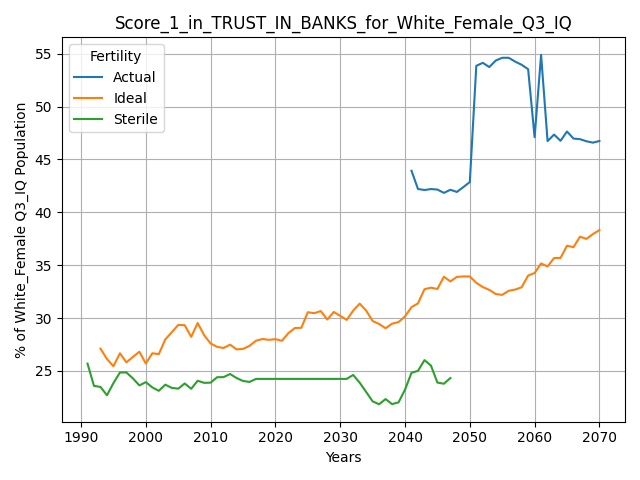 Score_1_in_TRUST_IN_BANKS_for_White_Female_Q3_IQ
Fertility
Actual
Ideal
Sterile
% of White_Female Q3_IQ Population
55
50
45
40
35
30
25
1990 2000 2010 2020 2030 2040 2050 2060 2070
Years